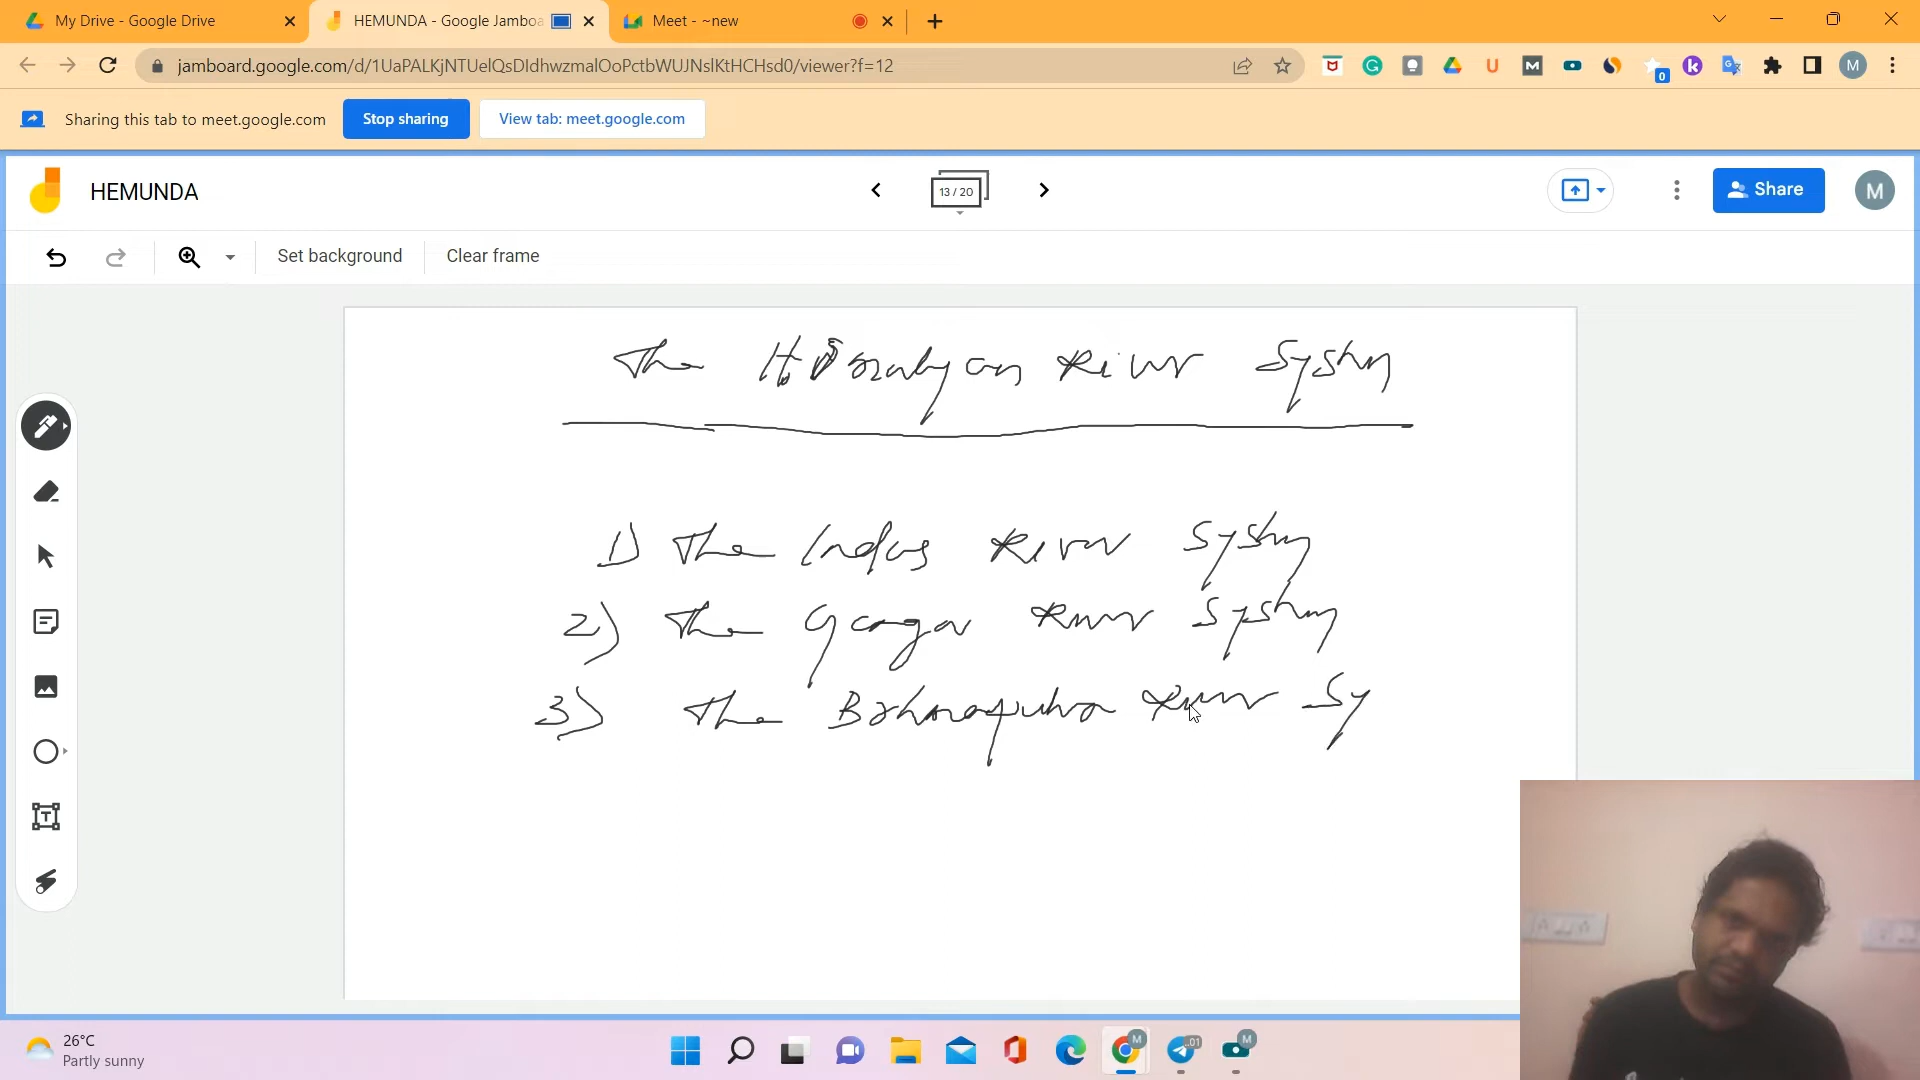 My Drive - Google Drive
HEMUNDA - Google Jamboa
Meet - ~new
jamboard.google.com/d/1UaPALKjNTUelQsDIdhwzmalOoPctbWUJNslKtHCHsd0/viewer?f=12
0
M
Sharing this tab to meet.google.com
Stop sharing
View tab: meet.google.com
HEMUNDA
13 / 20
Share
M
Set background
Clear frame
The Himalayan River System
1) The Indus River System
2) The Ganga River System
3) The Brahmaputra River Sy
26°C
Partly sunny